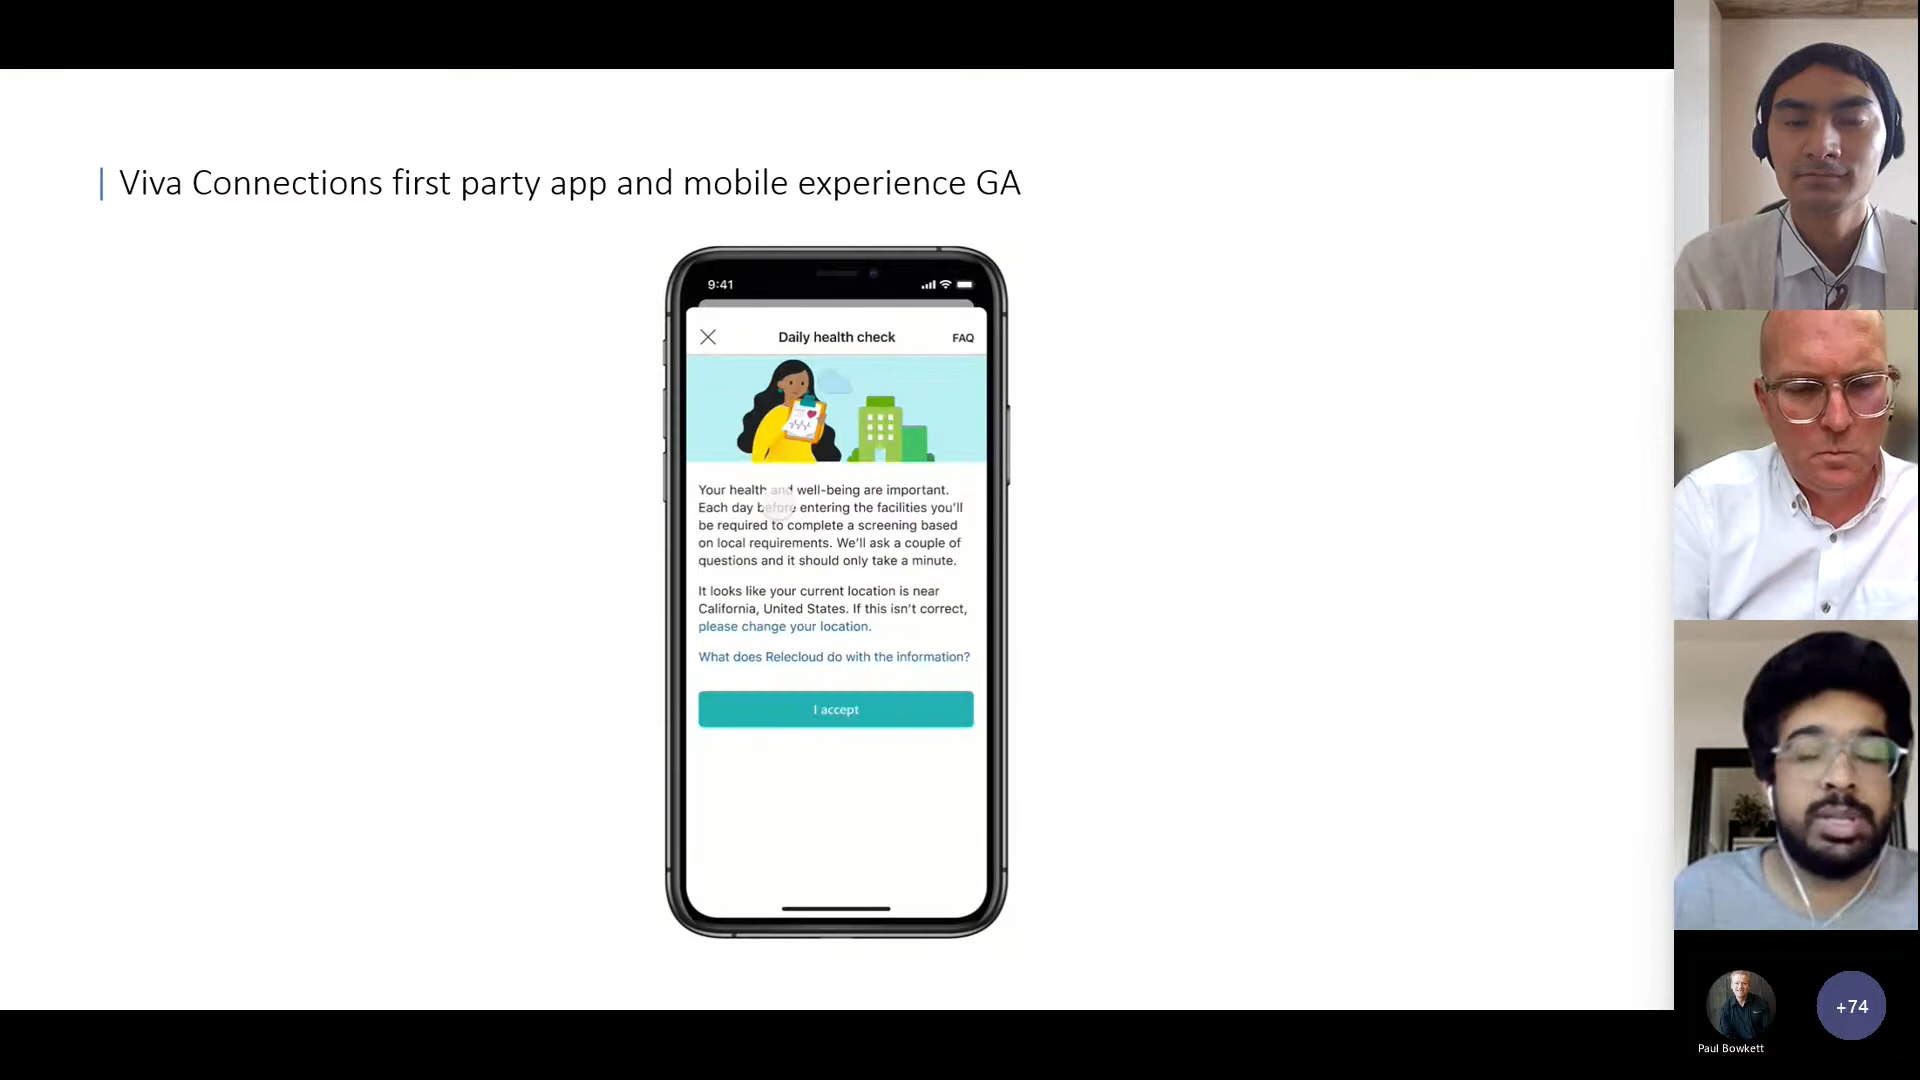 Viva Connections first party app and mobile experience GA
9:41
Daily health check
FAQ
Your health and well-being are important.
Each day before entering the facilities you'll
be required to complete a screening based
on local requirements. We'll ask a couple of
questions and it should only take a minute.
It looks like your current location is near
California, United States. If this isn't correct,
please change your location.
What does Relecloud do with the information?
I accept
+74
Paul Bowkett